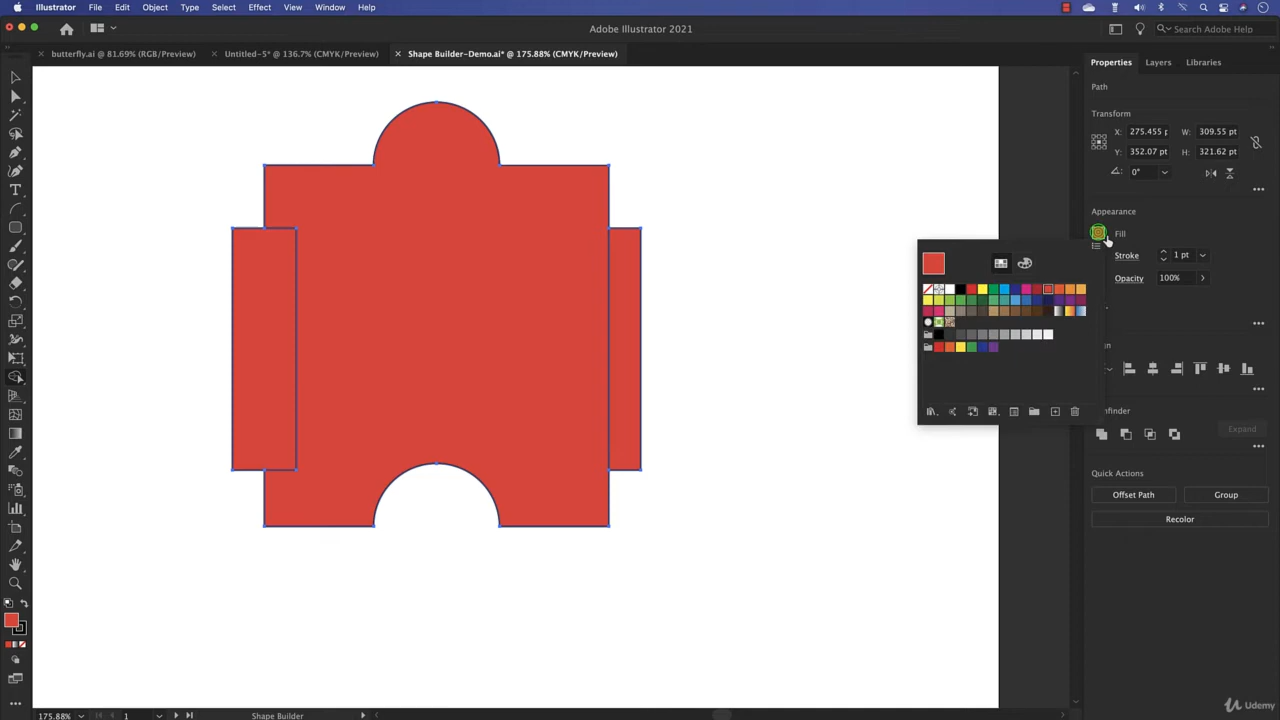 Illustrator File Edit Object Type Select Effect View Window Help
Adobe Illustrator 2021
Search Adobe Stock
× butterfly.ai @ 81.69% (RGB/Preview) × Untitled-5* @ 136.7% (CMYK/Preview) × Shape Builder-Demo.ai* @ 175.88% (CMYK/Preview)
Properties Layers Libraries
Path
Transform
X: 275.455 p W: 309.55 pt
Y: 352.07 pt H: 321.62 pt
0°
Appearance
Fill
Stroke 1 pt
Opacity 100%
Expand
Quick Actions
Offset Path Group
Recolor
175.88% 1 Shape Builder
Udemy